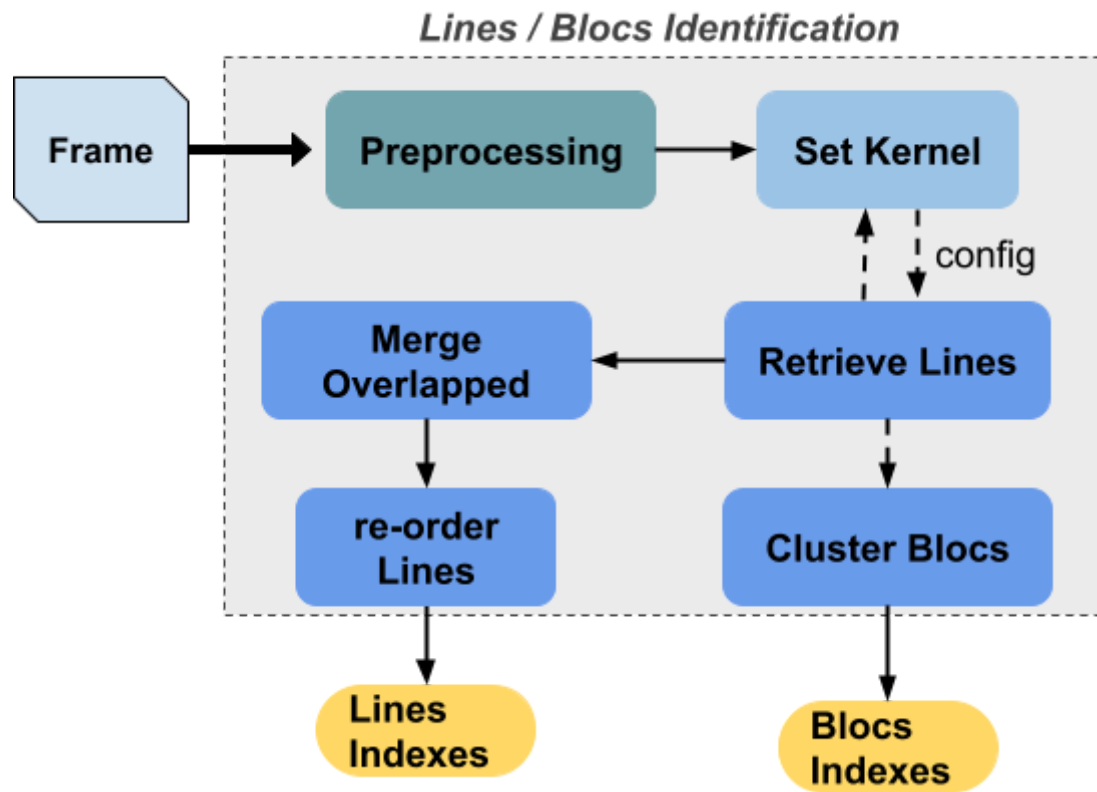 Lines / Blocs Identification
Frame
Preprocessing
Set Kernel
config
Merge
Overlapped
Retrieve Lines
re-order
Lines
Cluster Blocs
Lines
Indexes
Blocs
Indexes